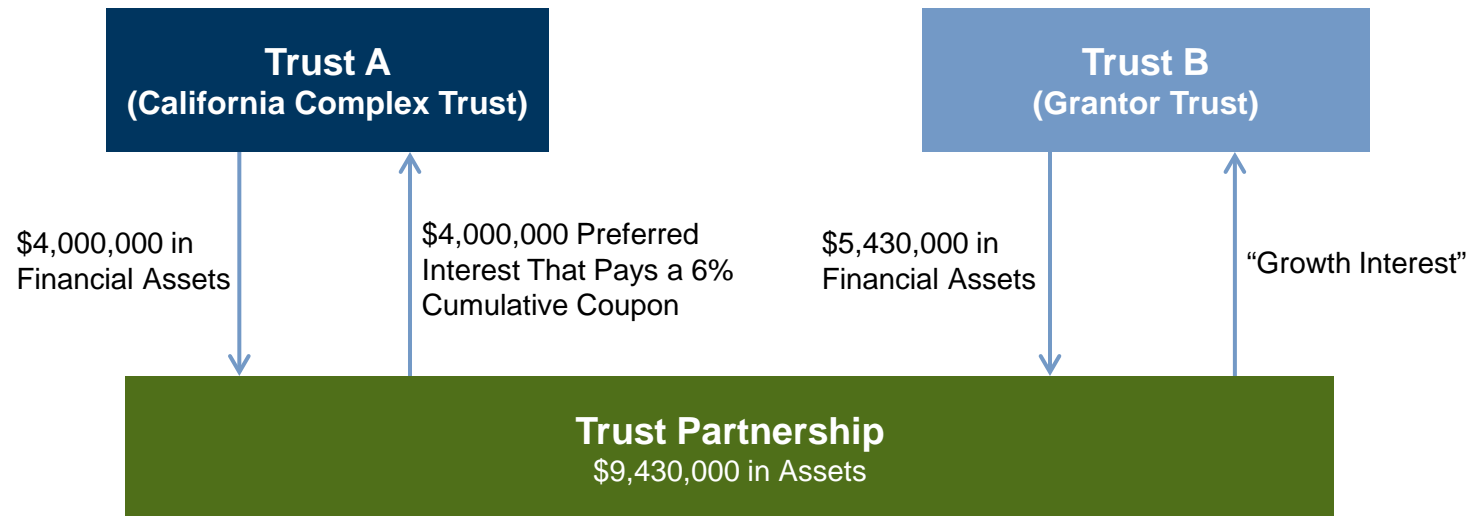 Trust A
(California Complex Trust)
Trust B
(Grantor Trust)
$4,000,000 in
Financial Assets
$4,000,000 Preferred
Interest That Pays a 6%
Cumulative Coupon
$5,430,000 in
Financial Assets
“Growth Interest”
Trust Partnership
$9,430,000 in Assets